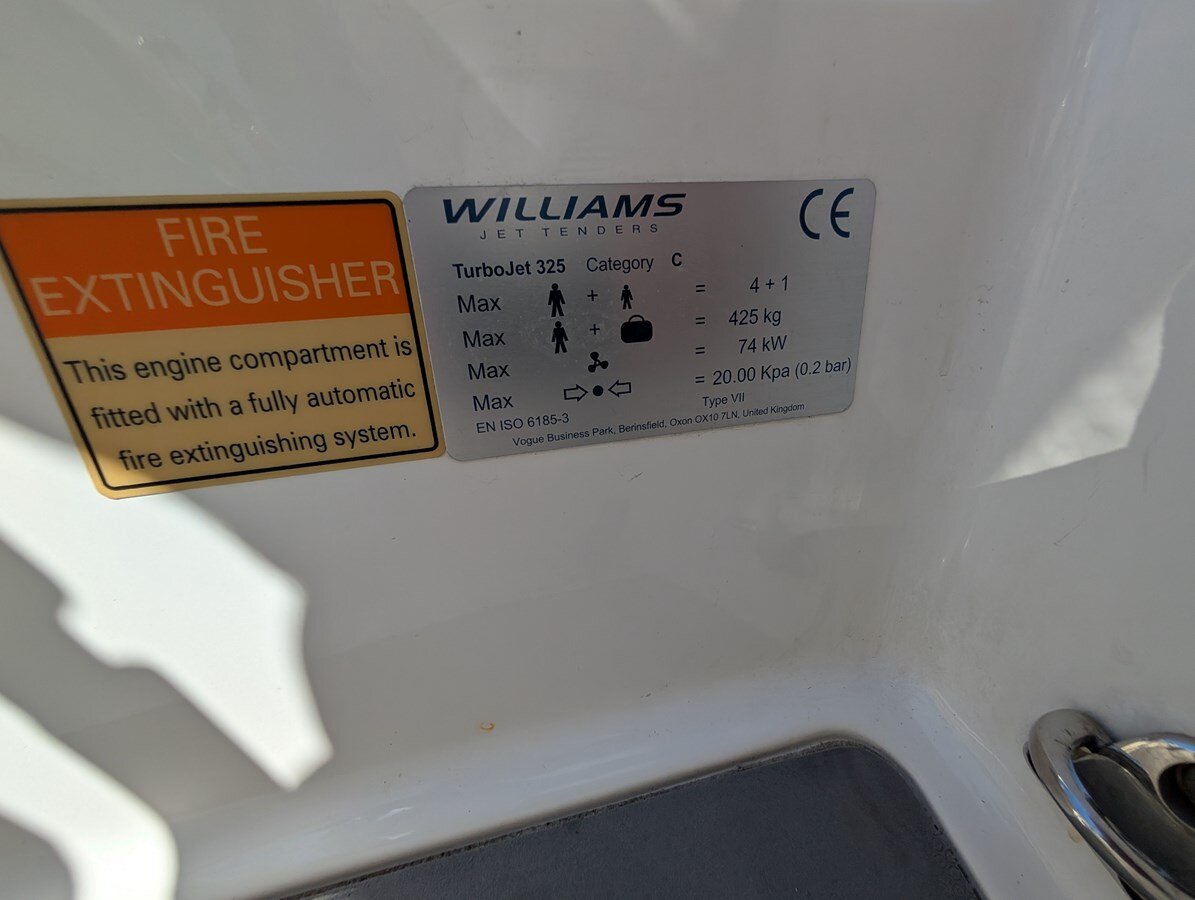 FIRE
EXTINGUISHER
This engine compartment is
fitted with a fully automatic
fire extinguishing system.
WILLIAMS
JET TENDERS
CE
TurboJet 325 Category C
Max + = 4 + 1
Max + = 425 kg
Max = 74 kW
Max = 20.00 Kpa (0.2 bar)
EN ISO 6185-3 Type VII
Vogue Business Park, Berinsfield, Oxon OX10 7LN, United Kingdom